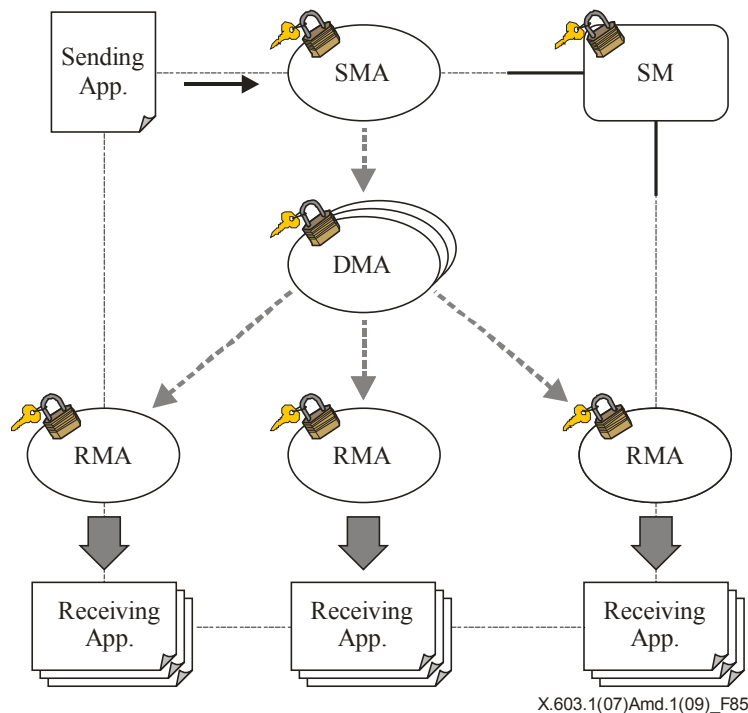 Sending
App.
SMA
SM
DMA
RMA
RMA
RMA
Receiving
App.
Receiving
App.
Receiving
App.
X.603.1(07)Amd.1(09)_F85